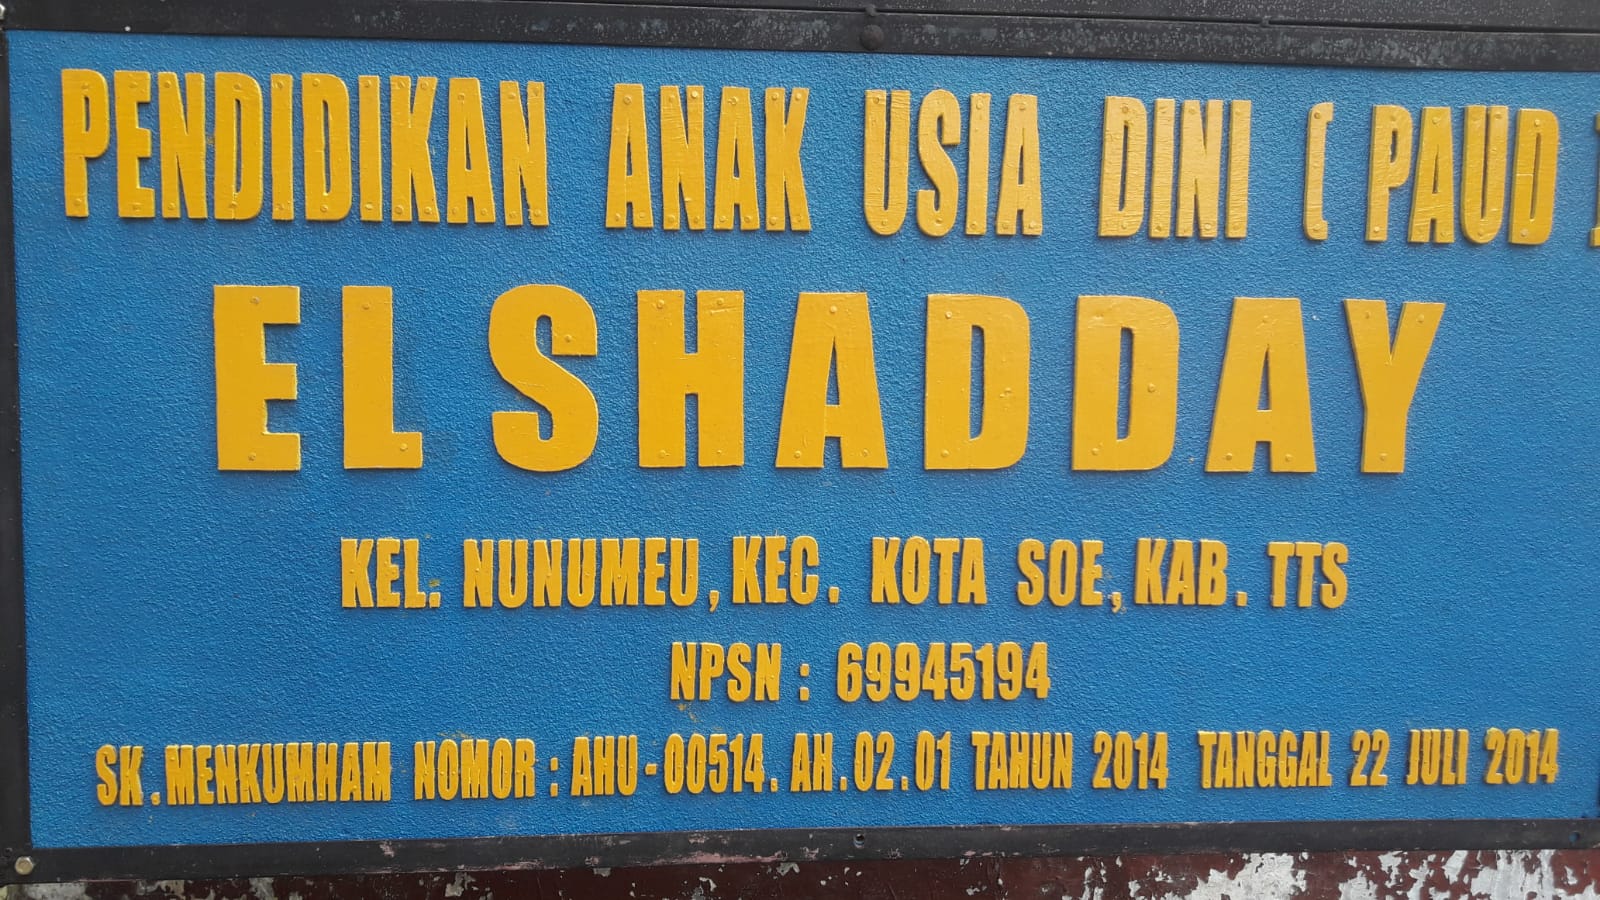 PENDIDIKAN ANAK USIA DINI ( PAUD )
EL SHADDAY
KEL. NUNUMEU, KEC. KOTA SOE, KAB. TTS
NPSN : 69945194
SK. MENKUMHAM NOMOR : AHU - 00514. AH. 02. 01 TAHUN 2014 TANGGAL 22 JULI 2014